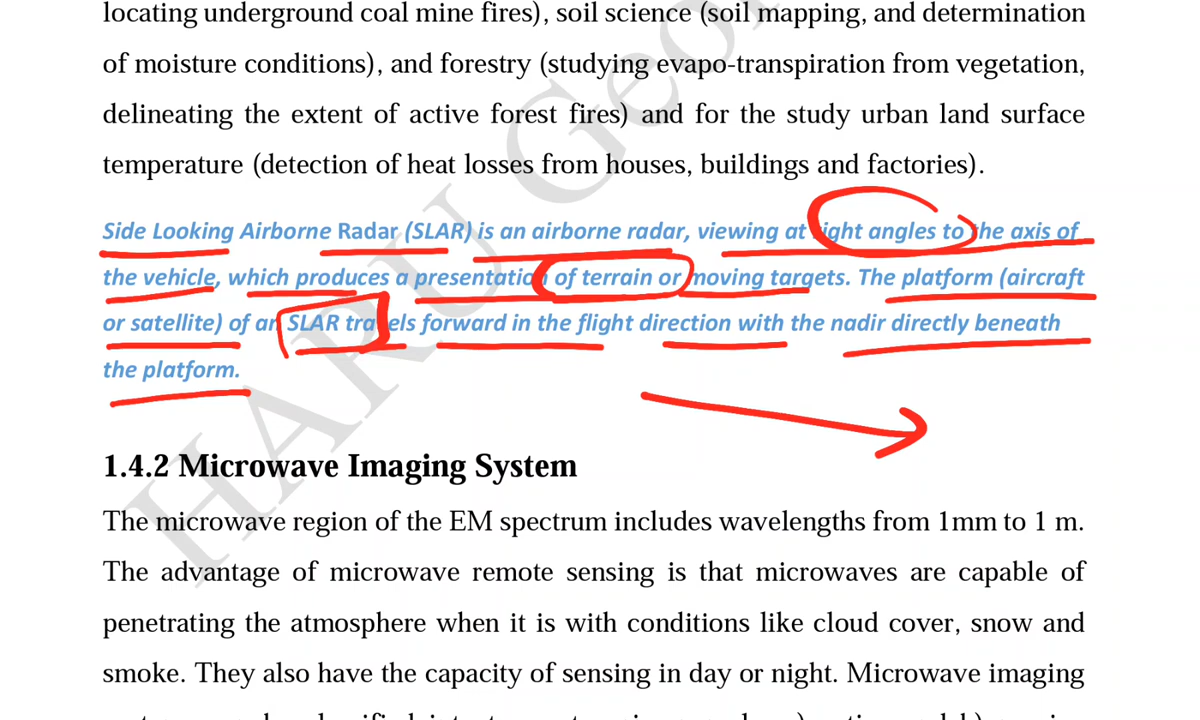 locating underground coal mine fires), soil science (soil mapping, and determination
of moisture conditions), and forestry (studying evapo-transpiration from vegetation,
delineating the extent of active forest fires) and for the study urban land surface
temperature (detection of heat losses from houses, buildings and factories).
Side Looking Airborne Radar (SLAR) is an airborne radar, viewing at right angles to the axis of
the vehicle, which produces a presentation of terrain or moving targets. The platform (aircraft
or satellite) of an SLAR travels forward in the flight direction with the nadir directly beneath
the platform.
1.4.2 Microwave Imaging System
The microwave region of the EM spectrum includes wavelengths from 1mm to 1 m.
The advantage of microwave remote sensing is that microwaves are capable of
penetrating the atmosphere when it is with conditions like cloud cover, snow and
smoke. They also have the capacity of sensing in day or night. Microwave imaging
HARU Geo